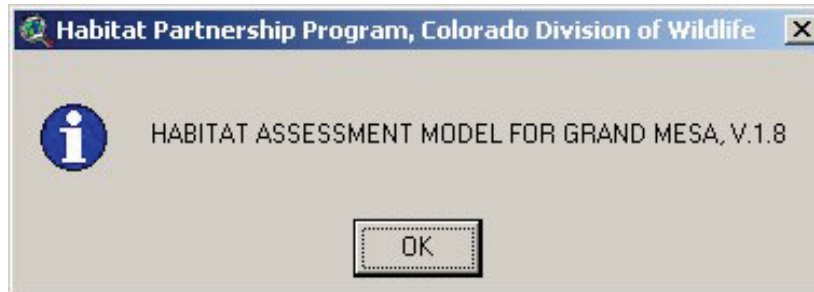 Habitat Partnership Program, Colorado Division of Wildlife
HABITAT ASSESSMENT MODEL FOR GRAND MESA, V.1.8
OK